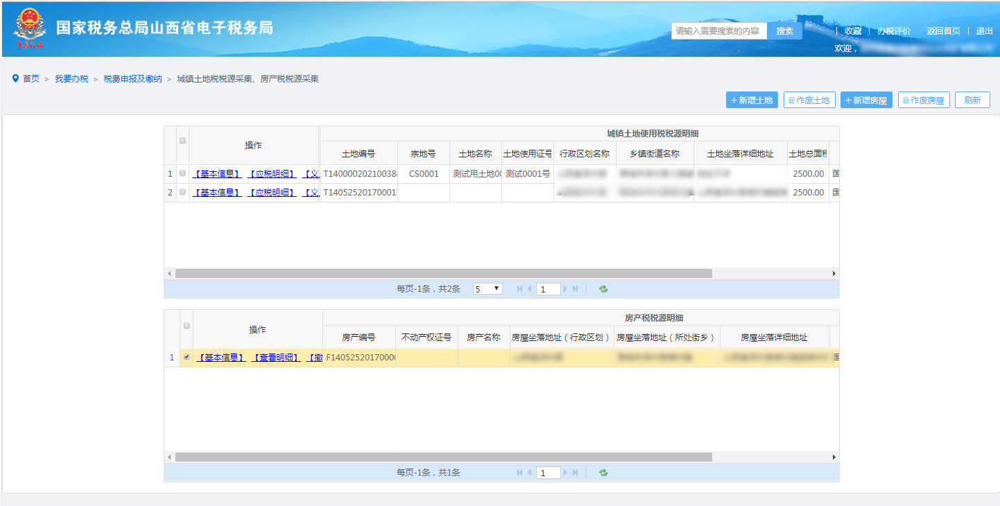 国家税务总局山西省电子税务局
中国税务
请输入需要搜索的内容 搜索 | 收藏 | 办税评价 返回首页 | 退出
欢迎，
首页 > 我要办税 > 税费申报及缴纳 > 城镇土地税税源采集、房产税税源采集
+新增土地 作废土地 +新增房屋 作废房屋 刷新
城镇土地使用税税源明细
操作 土地编号 宗地号 土地名称 土地使用证号 行政区划名称 乡镇街道名称 土地坐落详细地址 土地总面积
1 【基本信息】 【应税明细】 【义 T140000202100384 CS0001 测试用土地00 测试0001号 2500.00 国
2 【基本信息】 【应税明细】 【义 T14052520170001 2500.00 国
每页-1条，共2条 5 1
房产税税源明细
操作 房产编号 不动产权证号 房产名称 房屋坐落地址（行政区划） 房屋坐落地址（所处街乡） 房屋坐落详细地址
1 【基本信息】 【查看明细】 【撤 F1405252017000 国
每页-1条，共1条 1